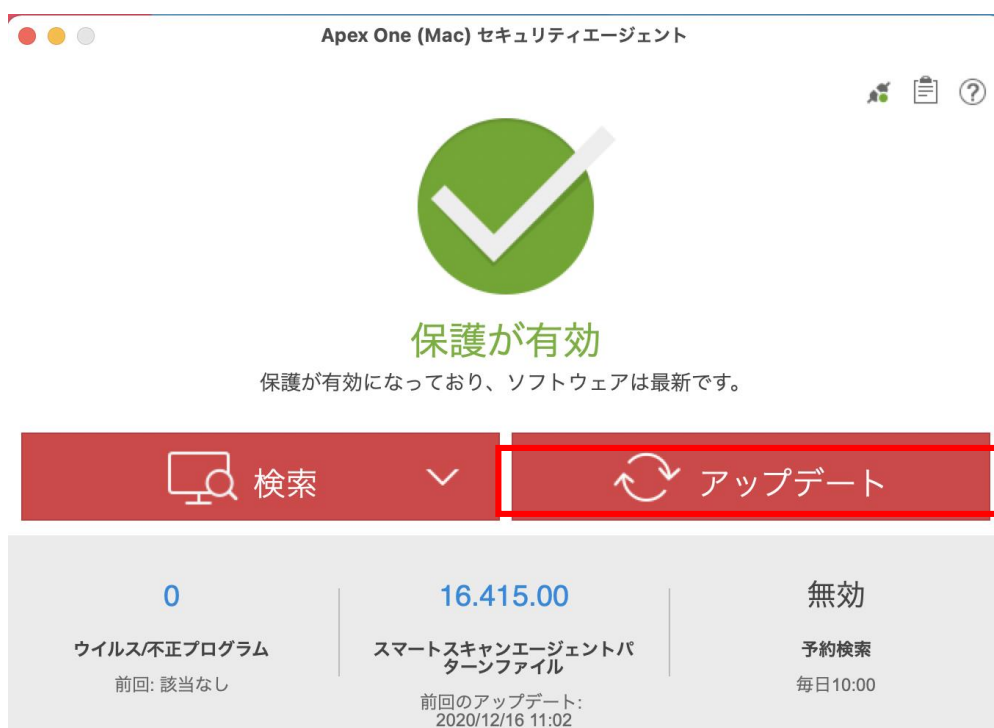 Apex One (Mac) セキュリティエージェント
保護が有効
保護が有効になっており、ソフトウェアは最新です。
検索
アップデート
0
ウイルス/不正プログラム
前回: 該当なし
16.415.00
スマートスキャンエージェントパ
ターンファイル
前回のアップデート:
2020/12/16 11:02
無効
予約検索
毎日10:00